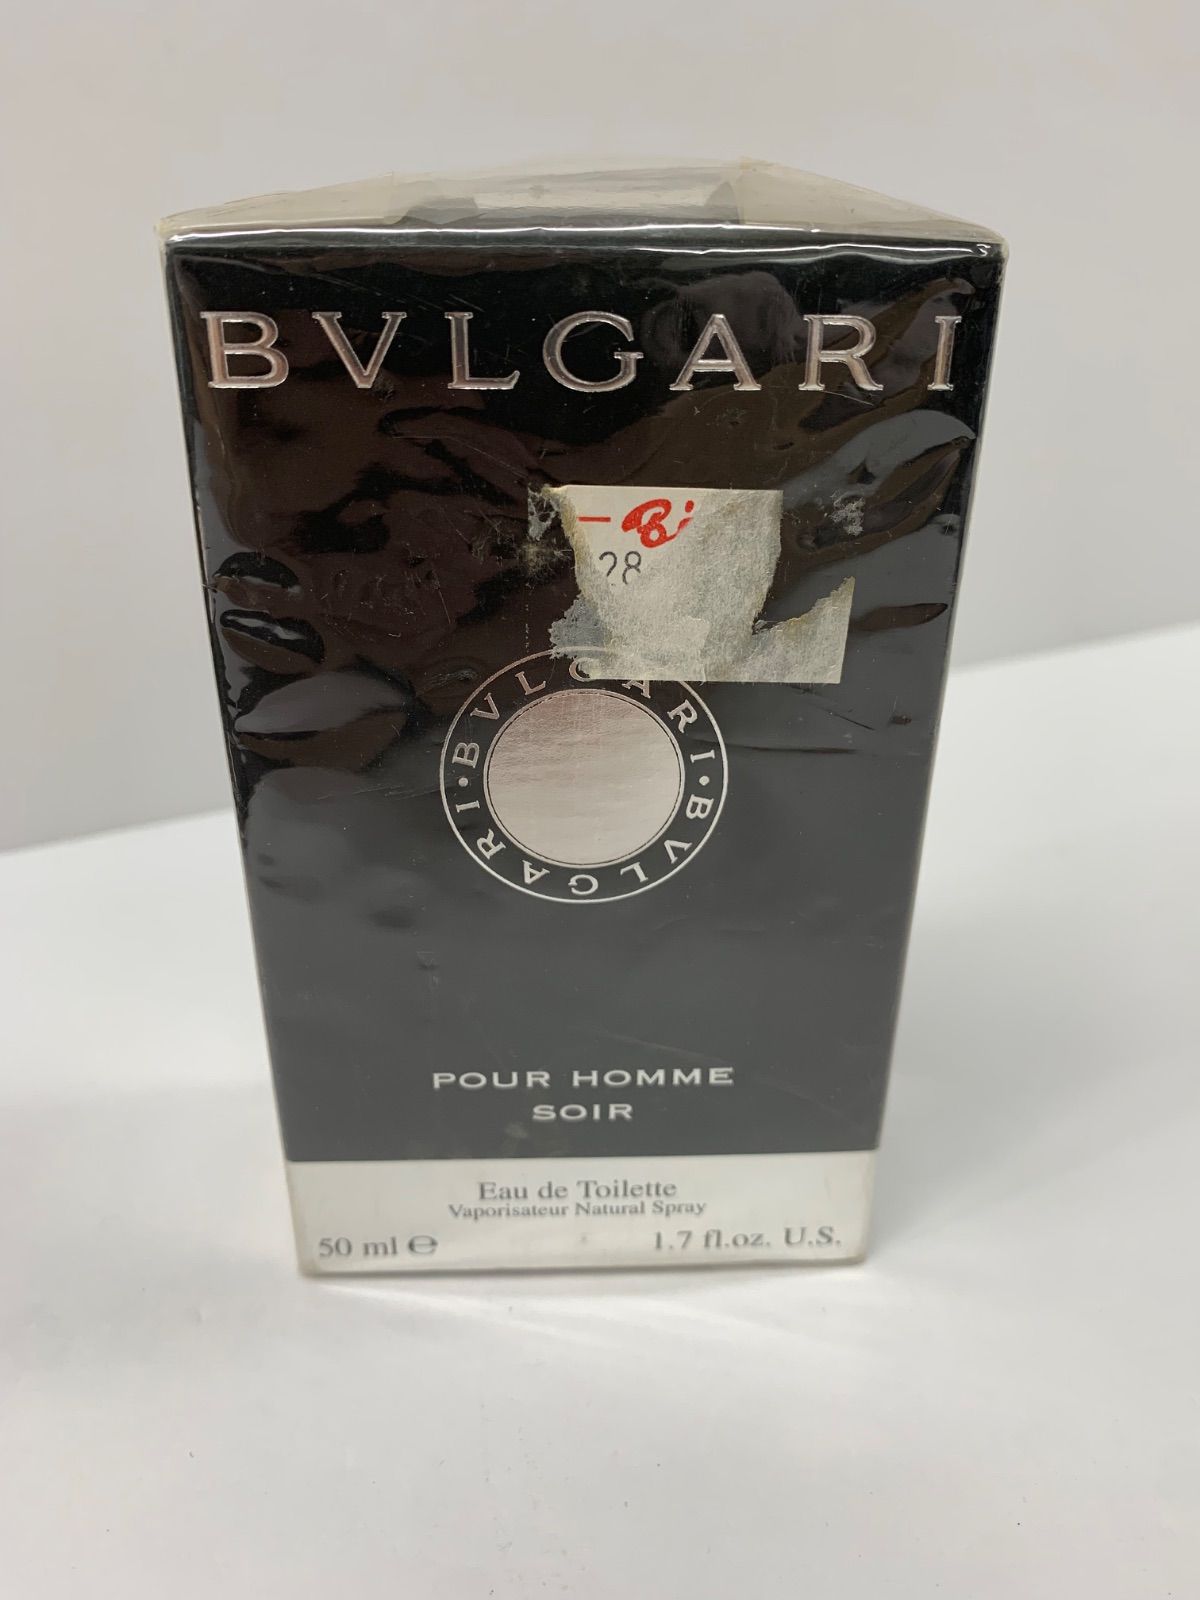 BVLGARI
28
BVLGARI · BVLGARI ·
POUR HOMME
SOIR
Eau de Toilette
Vaporisateur Natural Spray
50 ml ℮ 1.7 fl.oz. U.S.